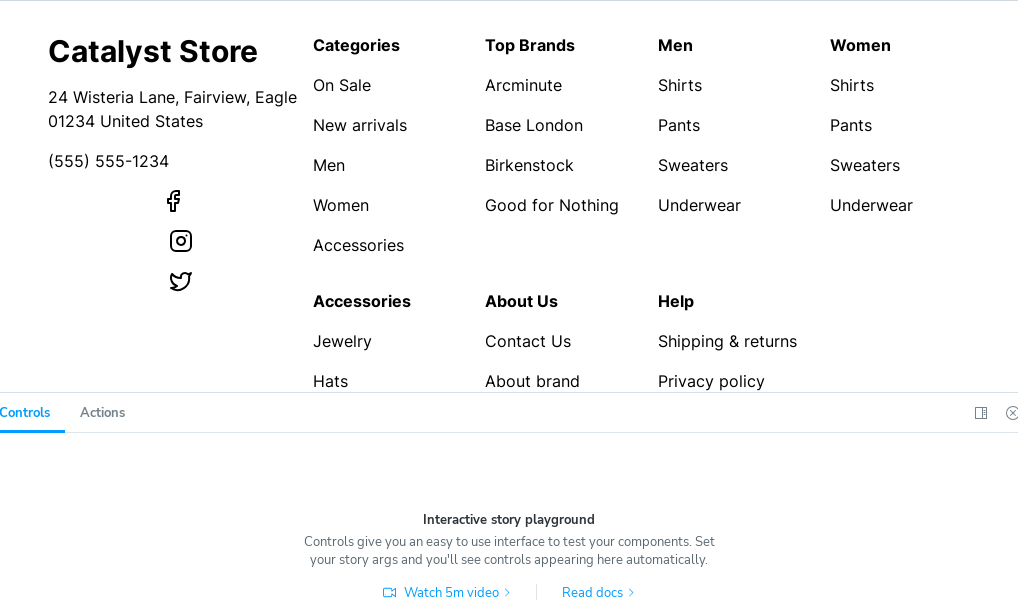 Catalyst Store
24 Wisteria Lane, Fairview, Eagle
01234 United States
(555) 555-1234
Categories
On Sale
New arrivals
Men
Women
Accessories
Top Brands
Arcminute
Base London
Birkenstock
Good for Nothing
Men
Shirts
Pants
Sweaters
Underwear
Women
Shirts
Pants
Sweaters
Underwear
Accessories
Jewelry
Hats
About Us
Contact Us
About brand
Help
Shipping & returns
Privacy policy
Controls
Actions
Interactive story playground
Controls give you an easy to use interface to test your components. Set
your story args and you'll see controls appearing here automatically.
Watch 5m video
Read docs